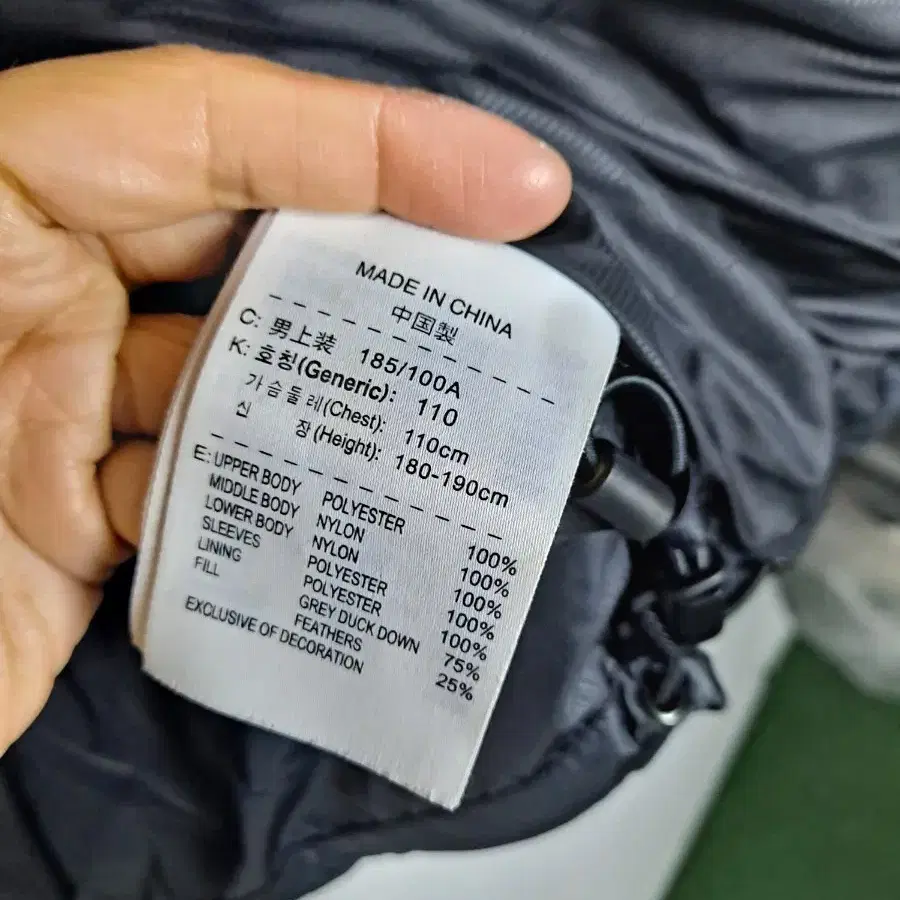 MADE IN CHINA
中国製
C: 男上装 185/100A
K: 호칭(Generic): 110
가슴둘레(Chest): 110cm
신 장(Height): 180-190cm
E: UPPER BODY POLYESTER 100%
MIDDLE BODY NYLON 100%
LOWER BODY NYLON 100%
SLEEVES POLYESTER 100%
LINING POLYESTER 100%
FILL GREY DUCK DOWN 75%
FEATHERS 25%
EXCLUSIVE OF DECORATION